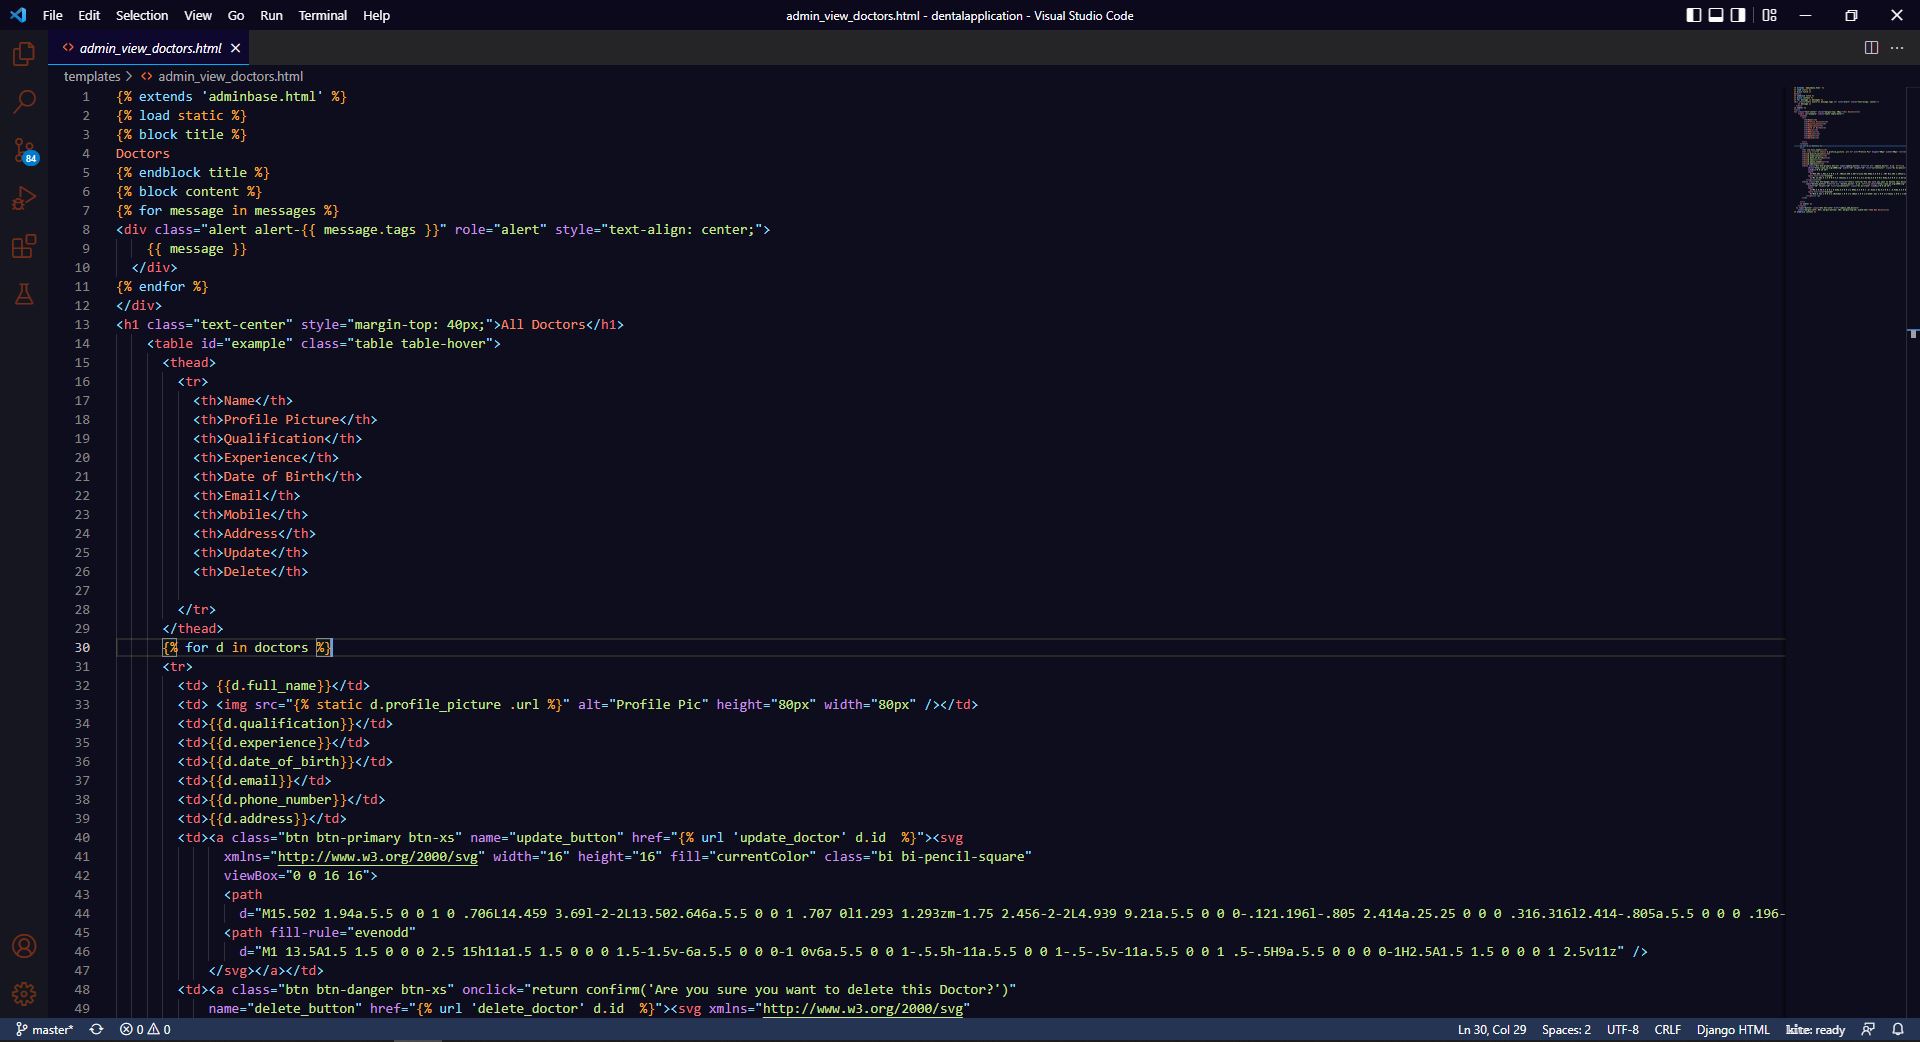 File Edit Selection View Go Run Terminal Help admin_view_doctors.html - dentalapplication - Visual Studio Code
<> admin_view_doctors.html ×
templates > <> admin_view_doctors.html
84
1 {% extends 'adminbase.html' %}
2 {% load static %}
3 {% block title %}
4 Doctors
5 {% endblock title %}
6 {% block content %}
7 {% for message in messages %}
8 <div class="alert alert-{{ message.tags }}" role="alert" style="text-align: center;">
9 {{ message }}
10 </div>
11 {% endfor %}
12 </div>
13 <h1 class="text-center" style="margin-top: 40px;">All Doctors</h1>
14 <table id="example" class="table table-hover">
15 <thead>
16 <tr>
17 <th>Name</th>
18 <th>Profile Picture</th>
19 <th>Qualification</th>
20 <th>Experience</th>
21 <th>Date of Birth</th>
22 <th>Email</th>
23 <th>Mobile</th>
24 <th>Address</th>
25 <th>Update</th>
26 <th>Delete</th>
27
28 </tr>
29 </thead>
30 {% for d in doctors %}
31 <tr>
32 <td> {{d.full_name}}</td>
33 <td> <img src="{% static d.profile_picture .url %}" alt="Profile Pic" height="80px" width="80px" /></td>
34 <td>{{d.qualification}}</td>
35 <td>{{d.experience}}</td>
36 <td>{{d.date_of_birth}}</td>
37 <td>{{d.email}}</td>
38 <td>{{d.phone_number}}</td>
39 <td>{{d.address}}</td>
40 <td><a class="btn btn-primary btn-xs" name="update_button" href="{% url 'update_doctor' d.id  %}"><svg
41 xmlns="http://www.w3.org/2000/svg" width="16" height="16" fill="currentColor" class="bi bi-pencil-square"
42 viewBox="0 0 16 16">
43 <path
44 d="M15.502 1.94a.5.5 0 0 1 0 .706L14.459 3.69l-2-2L13.502.646a.5.5 0 0 1 .707 0l1.293 1.293zm-1.75 2.456-2-2L4.939 9.21a.5.5 0 0 0-.121.196l-.805 2.414a.25.25 0 0 0 .316.316l2.414-.805a.5.5 0 0 0 .196-
45 <path fill-rule="evenodd"
46 d="M1 13.5A1.5 1.5 0 0 0 2.5 15h11a1.5 1.5 0 0 0 1.5-1.5v-6a.5.5 0 0 0-1 0v6a.5.5 0 0 1-.5.5h-11a.5.5 0 0 1-.5-.5v-11a.5.5 0 0 1 .5-.5H9a.5.5 0 0 0 0-1H2.5A1.5 1.5 0 0 0 1 2.5v11z" />
47 </svg></a></td>
48 <td><a class="btn btn-danger btn-xs" onclick="return confirm('Are you sure you want to delete this Doctor?')"
49 name="delete_button" href="{% url 'delete_doctor' d.id  %}"><svg xmlns="http://www.w3.org/2000/svg"
master* 0 0 Ln 30, Col 29 Spaces: 2 UTF-8 CRLF Django HTML kite: ready